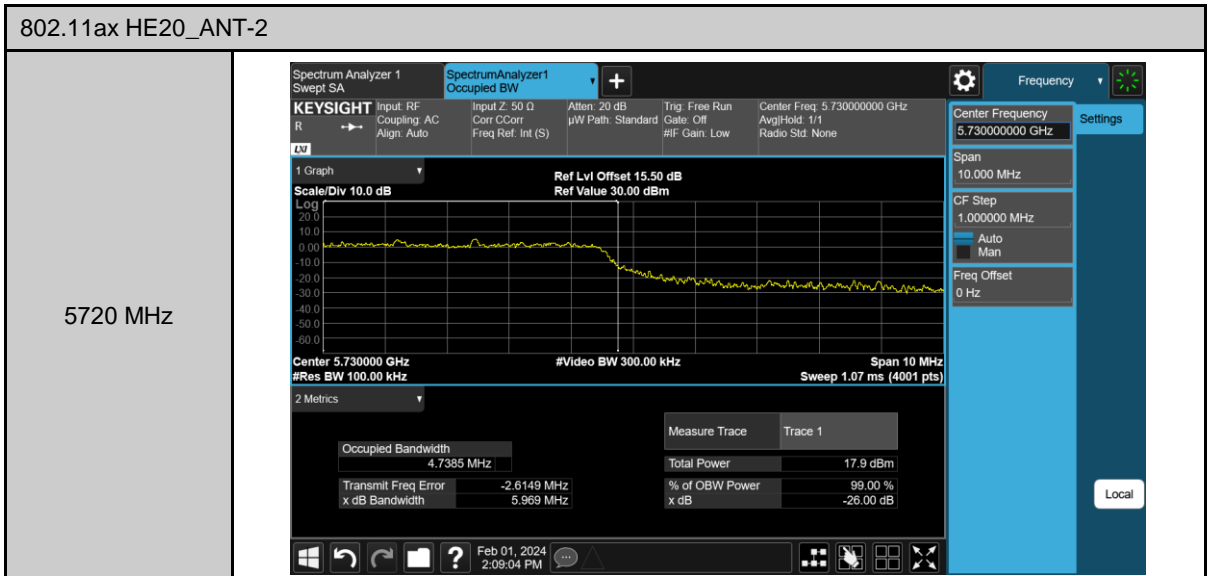 802.11ax HE20_ANT-2
5720 MHz
Spectrum Analyzer 1
Swept SA
SpectrumAnalyzer1
Occupied BW
Frequency
KEYSIGHT
R
LXI
Input: RF
Coupling: AC
Align: Auto
Input Z: 50 Ω
Corr CCorr
Freq Ref: Int (S)
Atten: 20 dB
µW Path: Standard
Trig: Free Run
Gate: Off
#IF Gain: Low
Center Freq: 5.730000000 GHz
Avg|Hold: 1/1
Radio Std: None
Center Frequency
5.730000000 GHz
Settings
Span
10.000 MHz
CF Step
1.000000 MHz
Auto
Man
Freq Offset
0 Hz
1 Graph
Scale/Div 10.0 dB
Ref Lvl Offset 15.50 dB
Ref Value 30.00 dBm
Log
20.0
10.0
0.00
-10.0
-20.0
-30.0
-40.0
-50.0
-60.0
Center 5.730000 GHz
#Res BW 100.00 kHz
#Video BW 300.00 kHz
Span 10 MHz
Sweep 1.07 ms (4001 pts)
2 Metrics
Measure Trace Trace 1
Occupied Bandwidth
4.7385 MHz
Total Power 17.9 dBm
Transmit Freq Error -2.6149 MHz
% of OBW Power 99.00 %
x dB Bandwidth 5.969 MHz
x dB -26.00 dB
Local
?
Feb 01, 2024
2:09:04 PM